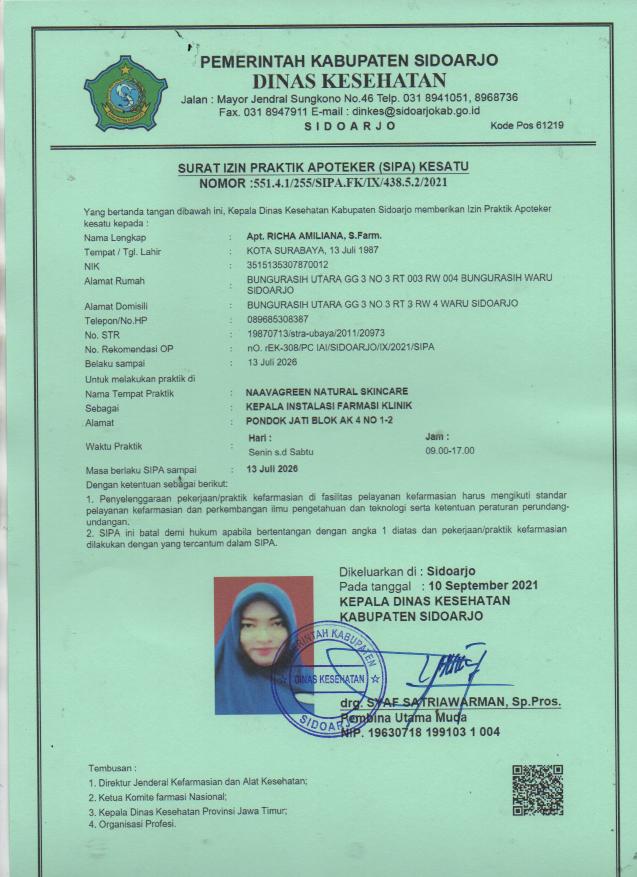 PEMERINTAH KABUPATEN SIDOARJO
DINAS KESEHATAN
Jalan : Mayor Jendral Sungkono No.46 Telp. 031 8941051, 8968736
Fax. 031 8947911 E-mail : dinkes@sidoarjokab.go.id
S I D O A R J O Kode Pos 61219
SURAT IZIN PRAKTIK APOTEKER (SIPA) KESATU
NOMOR :551.4.1/255/SIPA.FK/IX/438.5.2/2021
Yang bertanda tangan dibawah ini, Kepala Dinas Kesehatan Kabupaten Sidoarjo memberikan Izin Praktik Apoteker
kesatu kepada :
Nama Lengkap : Apt. RICHA AMILIANA, S.Farm.
Tempat / Tgl. Lahir : KOTA SURABAYA, 13 Juli 1987
NIK : 3515135307870012
Alamat Rumah : BUNGURASIH UTARA GG 3 NO 3 RT 003 RW 004 BUNGURASIH WARU
SIDOARJO
Alamat Domisili : BUNGURASIH UTARA GG 3 NO 3 RT 3 RW 4 WARU SIDOARJO
Telepon/No.HP : 089685308387
No. STR : 19870713/stra-ubaya/2011/20973
No. Rekomendasi OP : nO. rEK-308/PC IAI/SIDOARJO/IX/2021/SIPA
Belaku sampai : 13 Juli 2026
Untuk melakukan praktik di
Nama Tempat Praktik : NAAVAGREEN NATURAL SKINCARE
Sebagai : KEPALA INSTALASI FARMASI KLINIK
Alamat : PONDOK JATI BLOK AK 4 NO 1-2
Hari : Jam :
Waktu Praktik : Senin s.d Sabtu 09.00-17.00
Masa berlaku SIPA sampai : 13 Juli 2026
Dengan ketentuan sebagai berikut:
1. Penyelenggaraan pekerjaan/praktik kefarmasian di fasilitas pelayanan kefarmasian harus mengikuti standar
pelayanan kefarmasian dan perkembangan ilmu pengetahuan dan teknologi serta ketentuan peraturan perundang-
undangan.
2. SIPA ini batal demi hukum apabila bertentangan dengan angka 1 diatas dan pekerjaan/praktik kefarmasian
dilakukan dengan yang tercantum dalam SIPA.
Dikeluarkan di : Sidoarjo
Pada tanggal : 10 September 2021
KEPALA DINAS KESEHATAN
KABUPATEN SIDOARJO
PEMERINTAH KABUPATEN
DINAS KESEHATAN
SIDOARJO
drg. SYAF SATRIAWARMAN, Sp.Pros.
Pembina Utama Muda
NIP. 19630718 199103 1 004
Tembusan :
1. Direktur Jenderal Kefarmasian dan Alat Kesehatan;
2. Ketua Komite farmasi Nasional;
3. Kepala Dinas Kesehatan Provinsi Jawa Timur;
4. Organisasi Profesi.